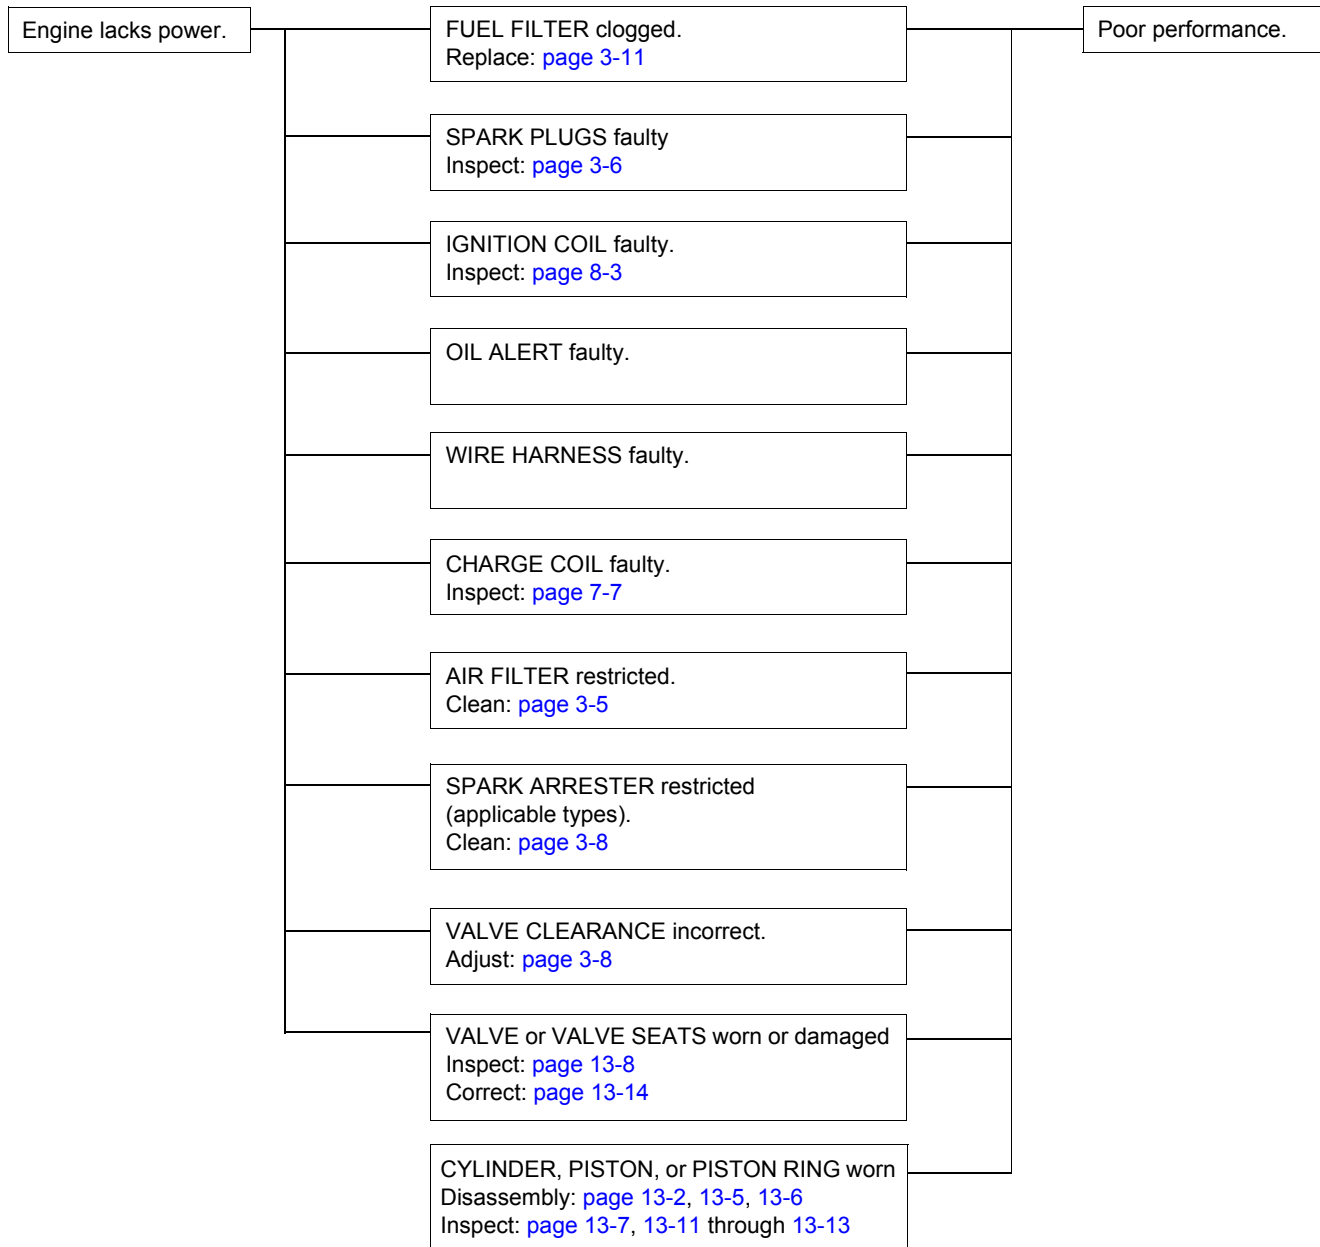 Engine lacks power.
FUEL FILTER clogged.
Replace: page 3-11
Poor performance.
SPARK PLUGS faulty
Inspect: page 3-6
IGNITION COIL faulty.
Inspect: page 8-3
OIL ALERT faulty.
WIRE HARNESS faulty.
CHARGE COIL faulty.
Inspect: page 7-7
AIR FILTER restricted.
Clean: page 3-5
SPARK ARRESTER restricted
(applicable types).
Clean: page 3-8
VALVE CLEARANCE incorrect.
Adjust: page 3-8
VALVE or VALVE SEATS worn or damaged
Inspect: page 13-8
Correct: page 13-14
CYLINDER, PISTON, or PISTON RING worn
Disassembly: page 13-2, 13-5, 13-6
Inspect: page 13-7, 13-11 through 13-13